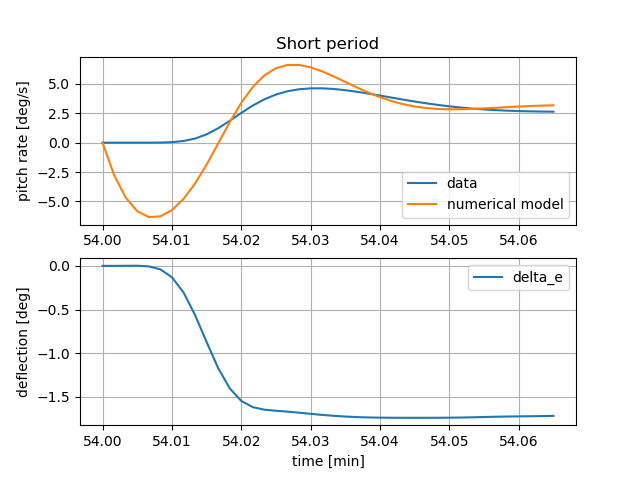 Short period
pitch rate [deg/s]
5.0
2.5
0.0
−2.5
−5.0
data
numerical model
54.00 54.01 54.02 54.03 54.04 54.05 54.06
deflection [deg]
0.0
−0.5
−1.0
−1.5
delta_e
54.00 54.01 54.02 54.03 54.04 54.05 54.06
time [min]